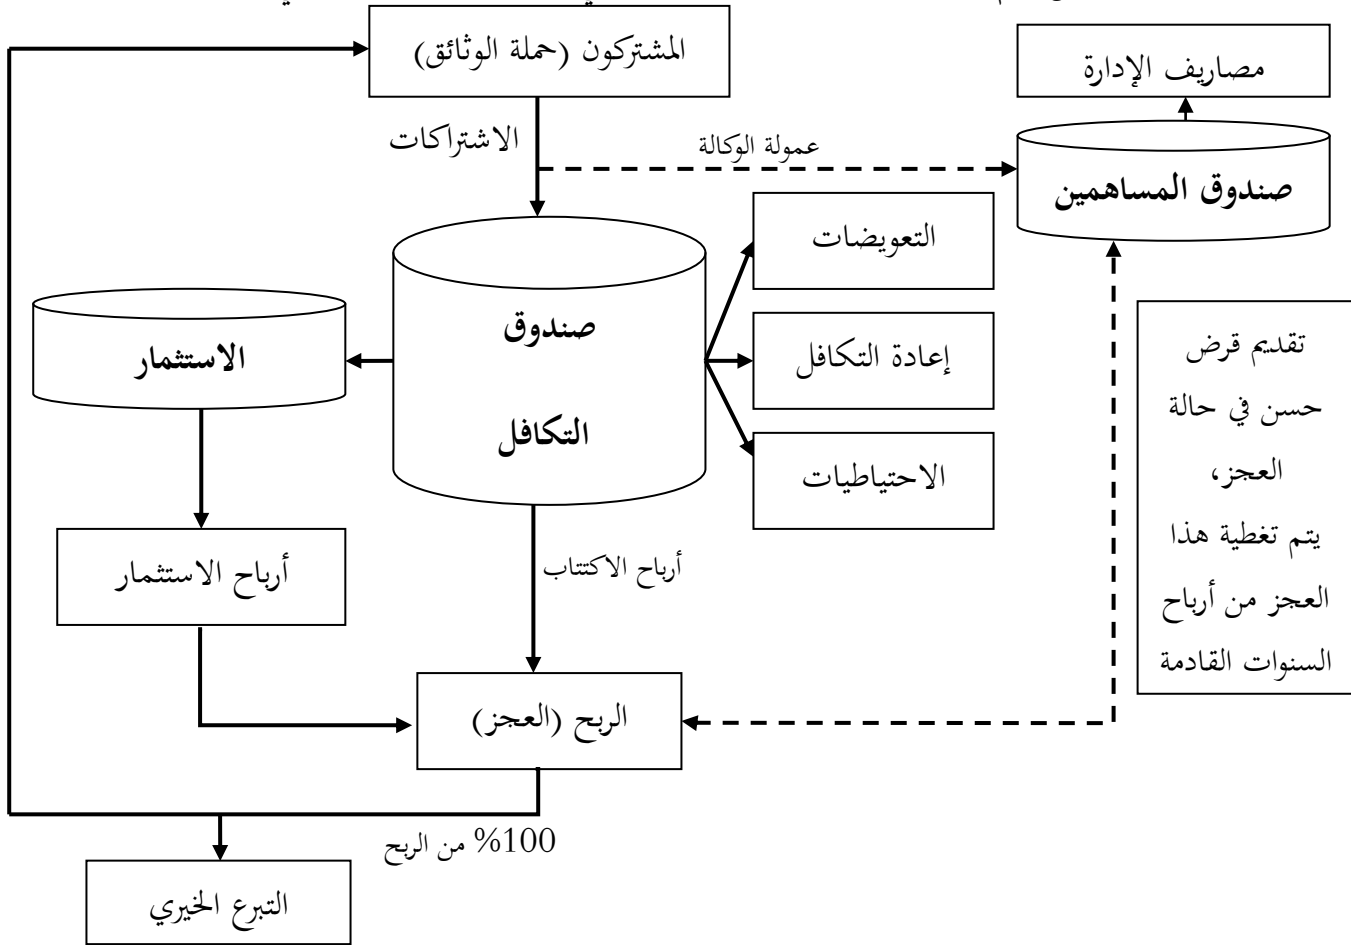 المشتركون (حملة الوثائق)
مصاريف الإدارة
الاشتراكات
عمولة الوكالة
صندوق المساهمين
التعويضات
صندوق
التكافل
إعادة التكافل
الاحتياطيات
الاستثمار
تقديم قرض
حسن في حالة
العجز،
يتم تغطية هذا
العجز من أرباح
السنوات القادمة
أرباح الاستثمار
أرباح الاكتتاب
الربح (العجز)
100% من الربح
التبرع الخيري